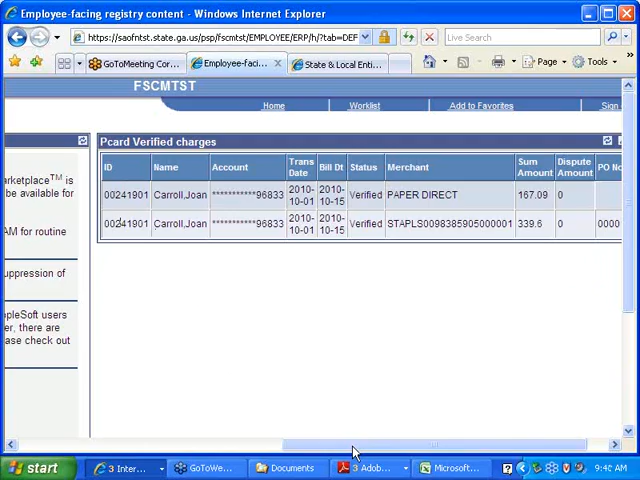 Employee-facing registry content - Windows Internet Explorer
https://saofntst.state.ga.us/psp/fscmtst/EMPLOYEE/ERP/h/?tab=DEF
Live Search
GoToMeeting Cor...
Employee-faci...
State & Local Enti...
Page
Tools
FSCMTST
Home
Worklist
Add to Favorites
Sign
Pcard Verified charges
arketplace™ is
be available for
AM for routine
uppression of
opleSoft users
er, there are
ase check out
ID Name Account Trans Date Bill Dt Status Merchant Sum Amount Dispute Amount PO No
00241901 Carroll,Joan ***********96833 2010-10-01 2010-10-15 Verified PAPER DIRECT 167.09 0
00241901 Carroll,Joan ***********96833 2010-10-01 2010-10-15 Verified STAPLS0098385905000001 339.6 0 0000
start
3 Inter...
GoToWe...
Documents
3 Adob...
Microsoft...
9:42 AM